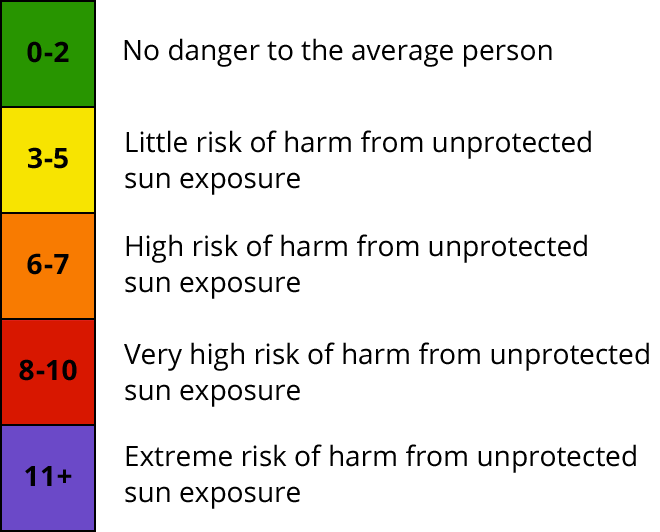 0-2 No danger to the average person
3-5 Little risk of harm from unprotected
sun exposure
6-7 High risk of harm from unprotected
sun exposure
8-10 Very high risk of harm from unprotected
sun exposure
11+ Extreme risk of harm from unprotected
sun exposure